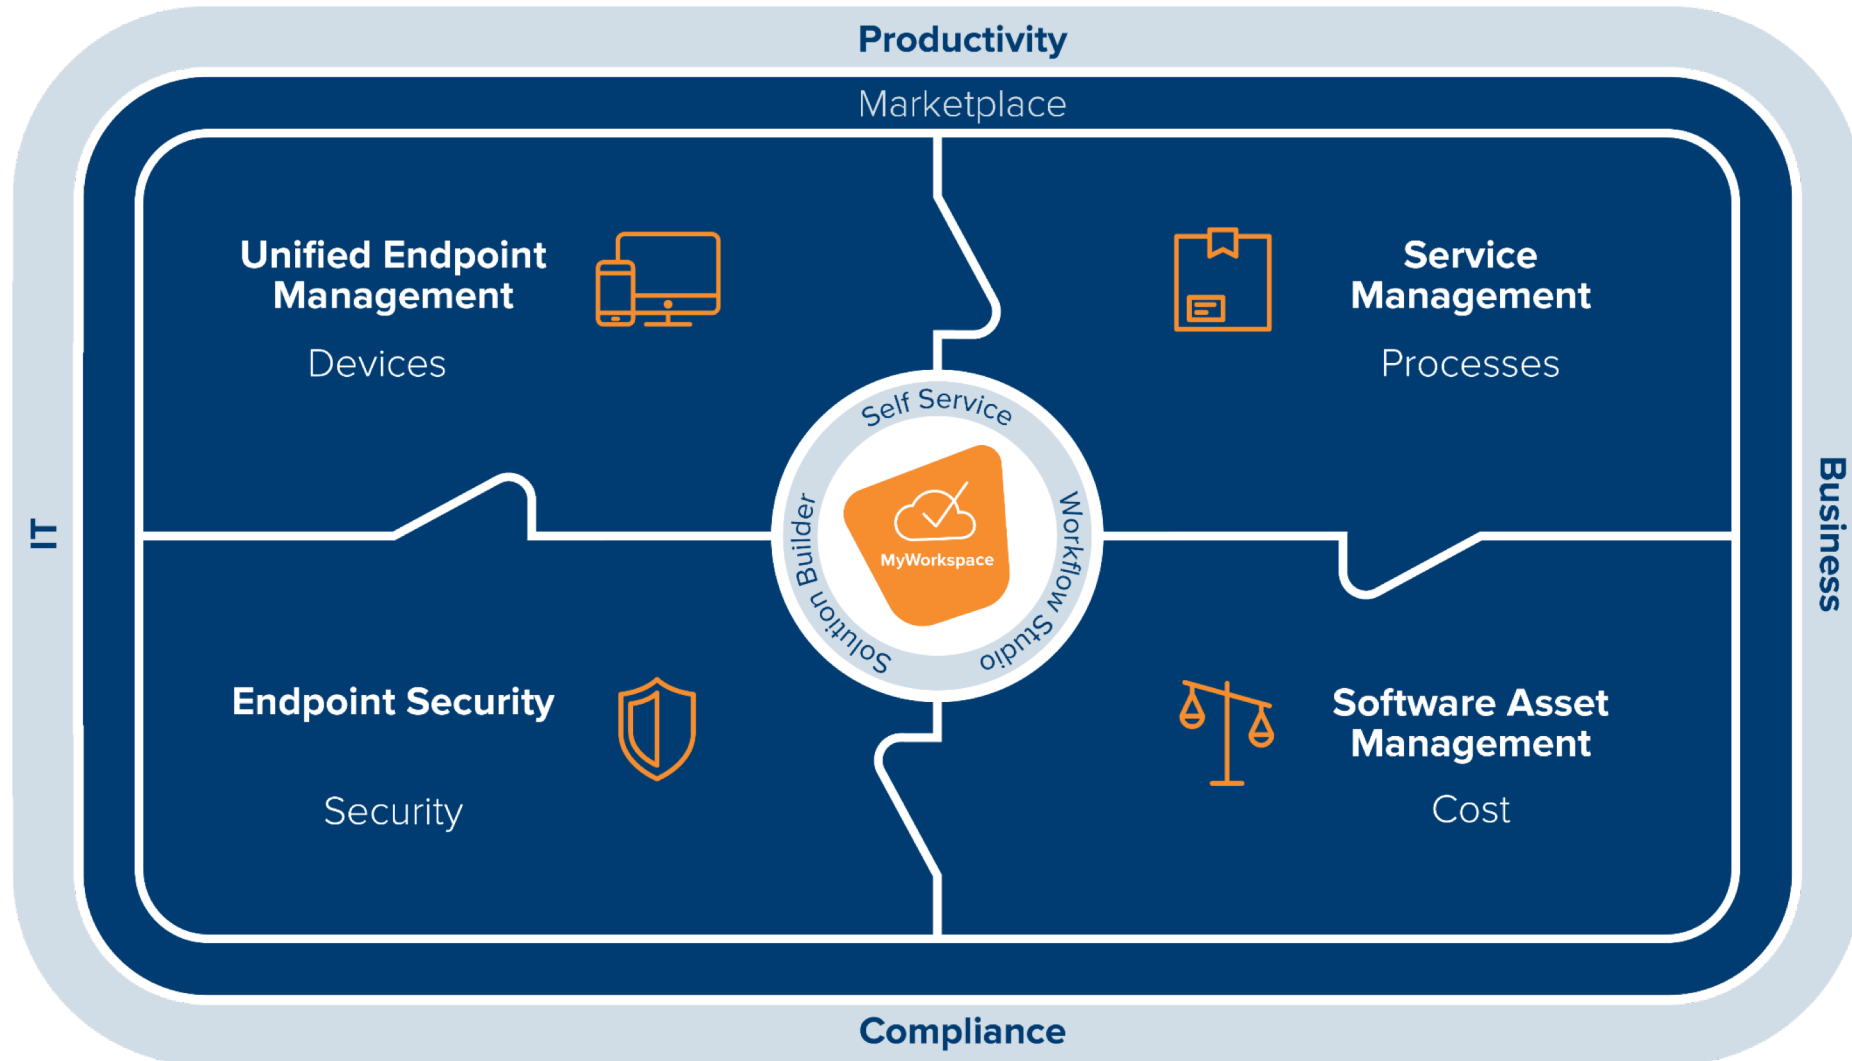 Productivity
Marketplace
Unified Endpoint
Management
Devices
Service
Management
Processes
IT
Business
Self Service
Workflow Studio
Solution Builder
MyWorkspace
Endpoint Security
Security
Software Asset
Management
Cost
Compliance